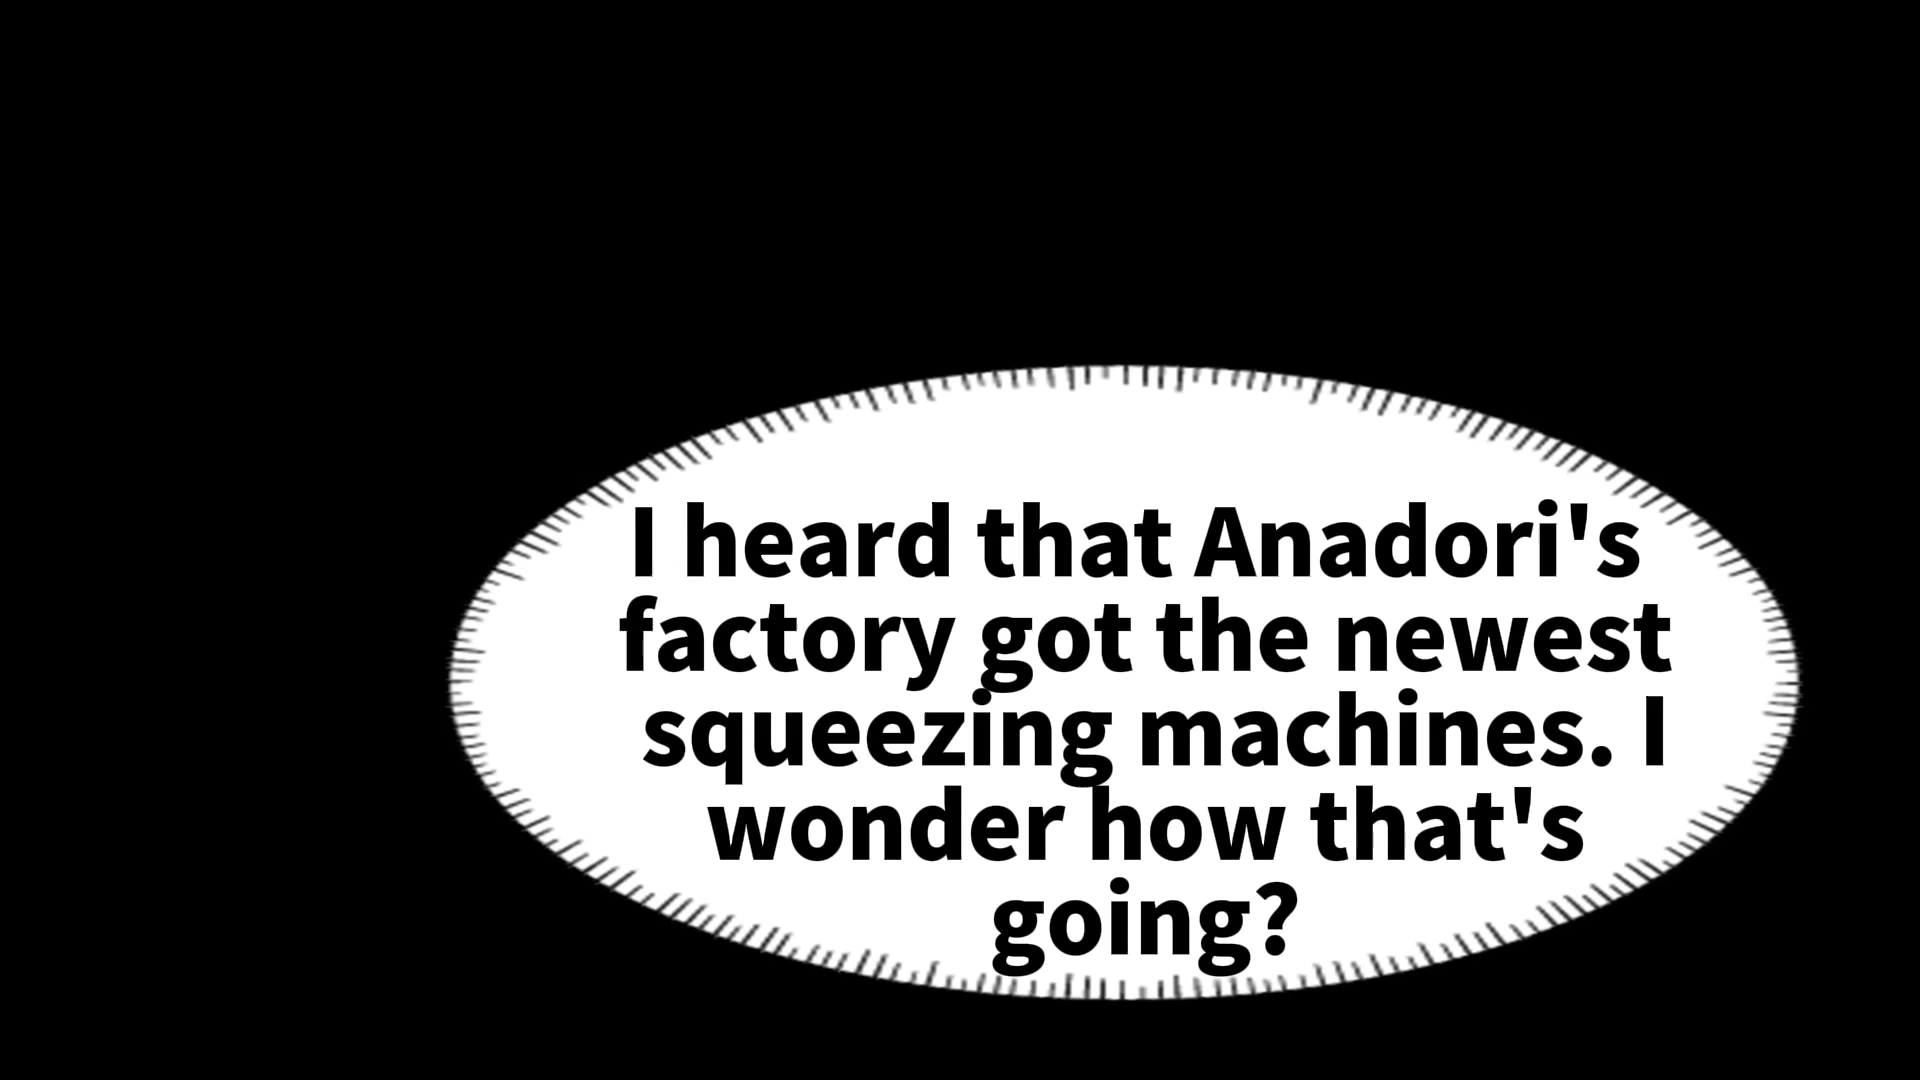 I heard that Anadori's
factory got the newest
squeezing machines. I
wonder how that's
going?